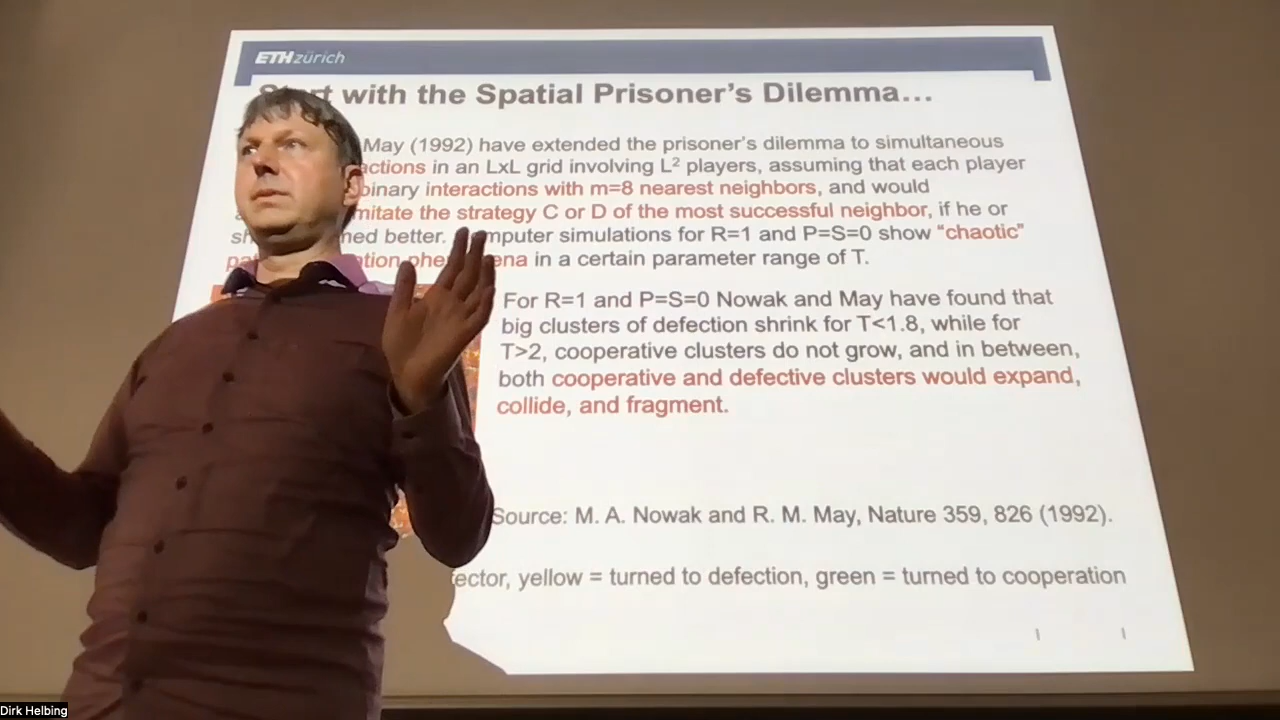 ETH zürich
Start with the Spatial Prisoner's Dilemma…
May (1992) have extended the prisoner's dilemma to simultaneous
in an LxL grid involving L² players, assuming that each player
binary interactions with m=8 nearest neighbors, and would
imitate the strategy C or D of the most successful neighbor, if he or
better. computer simulations for R=1 and P=S=0 show “chaotic”
in a certain parameter range of T.
For R=1 and P=S=0 Nowak and May have found that
big clusters of defection shrink for T<1.8, while for
T>2, cooperative clusters do not grow, and in between,
both cooperative and defective clusters would expand,
collide, and fragment.
Source: M. A. Nowak and R. M. May, Nature 359, 826 (1992).
yellow = turned to defection, green = turned to cooperation
Dirk Helbing